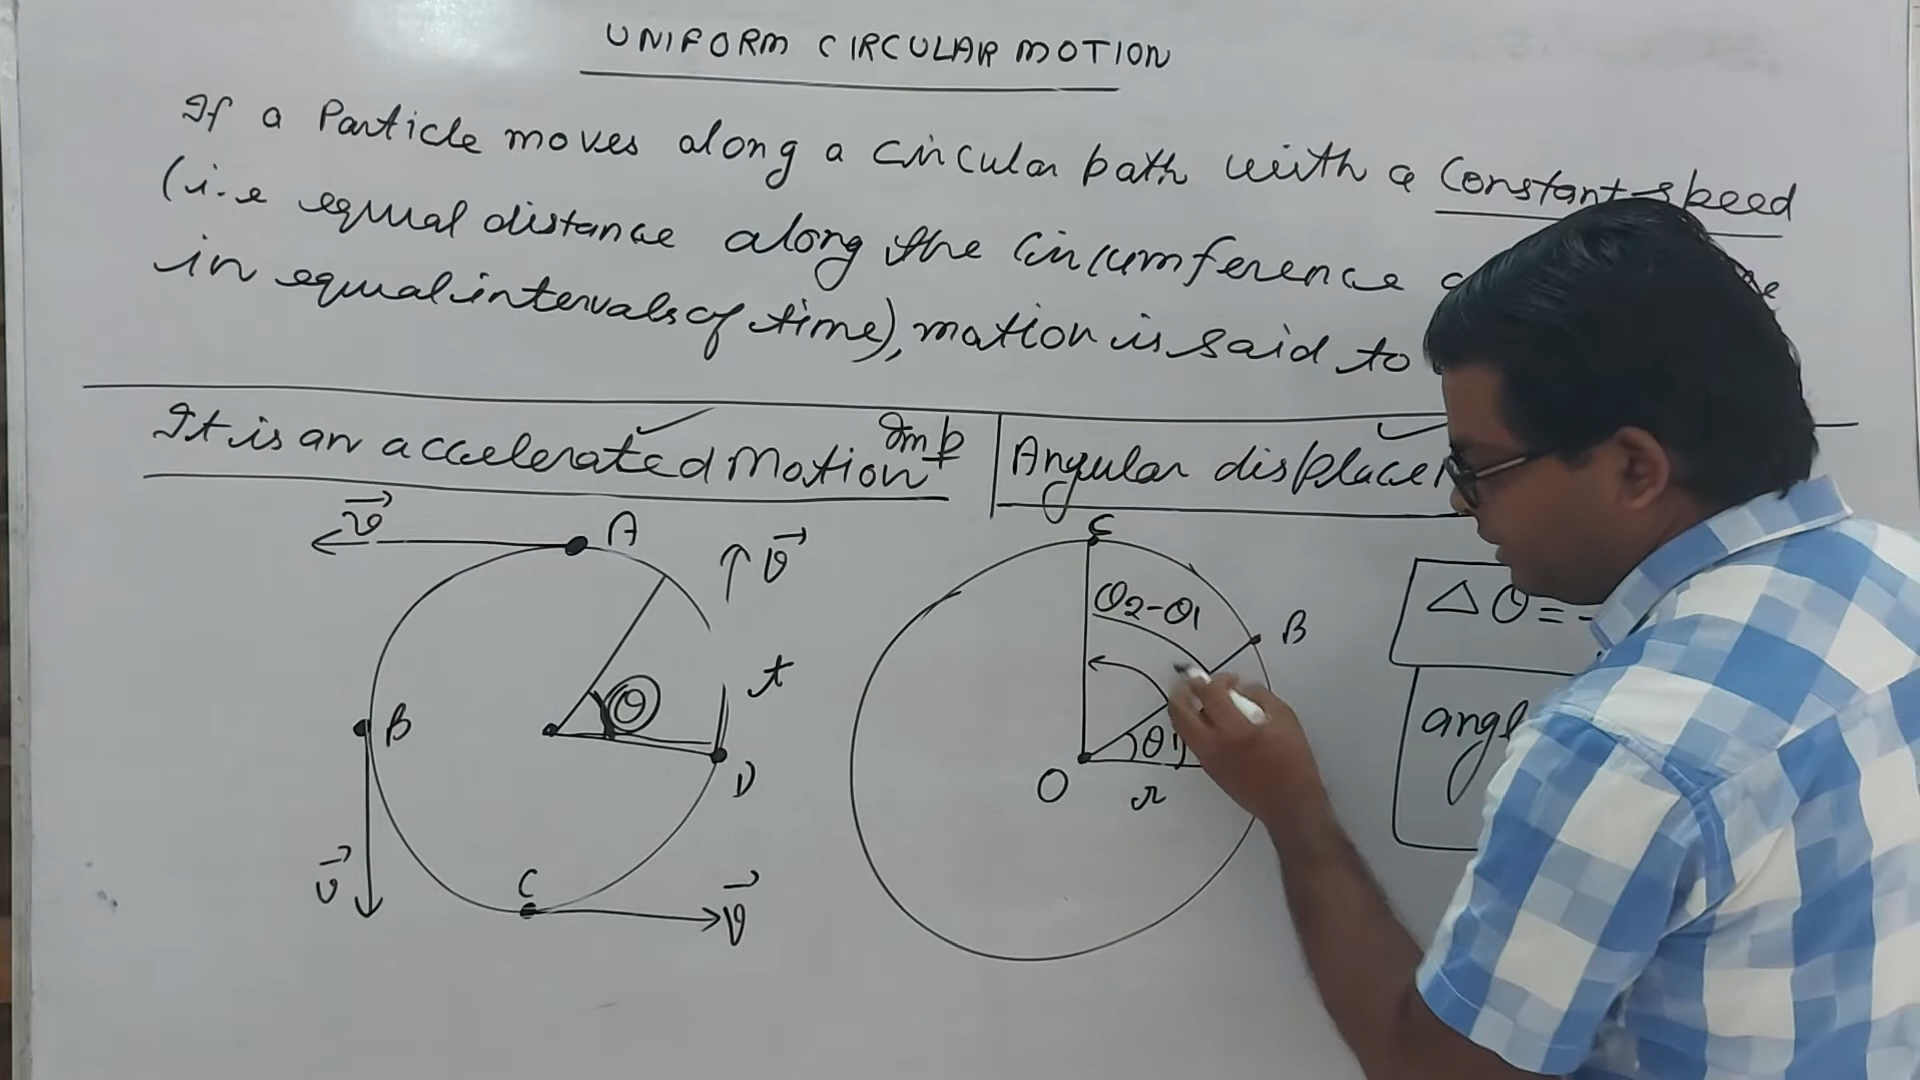 UNIFORM CIRCULAR MOTION
If a Particle moves along a circular path with a constant speed
(i.e equal distance along the circumference
in equal intervals of time), motion is said to
It is an accelerated Motion Imp
Angular displace
v A v
θ t
B
D
v C v
C
θ2-θ1 B
θ1
O r
Δθ=
angl